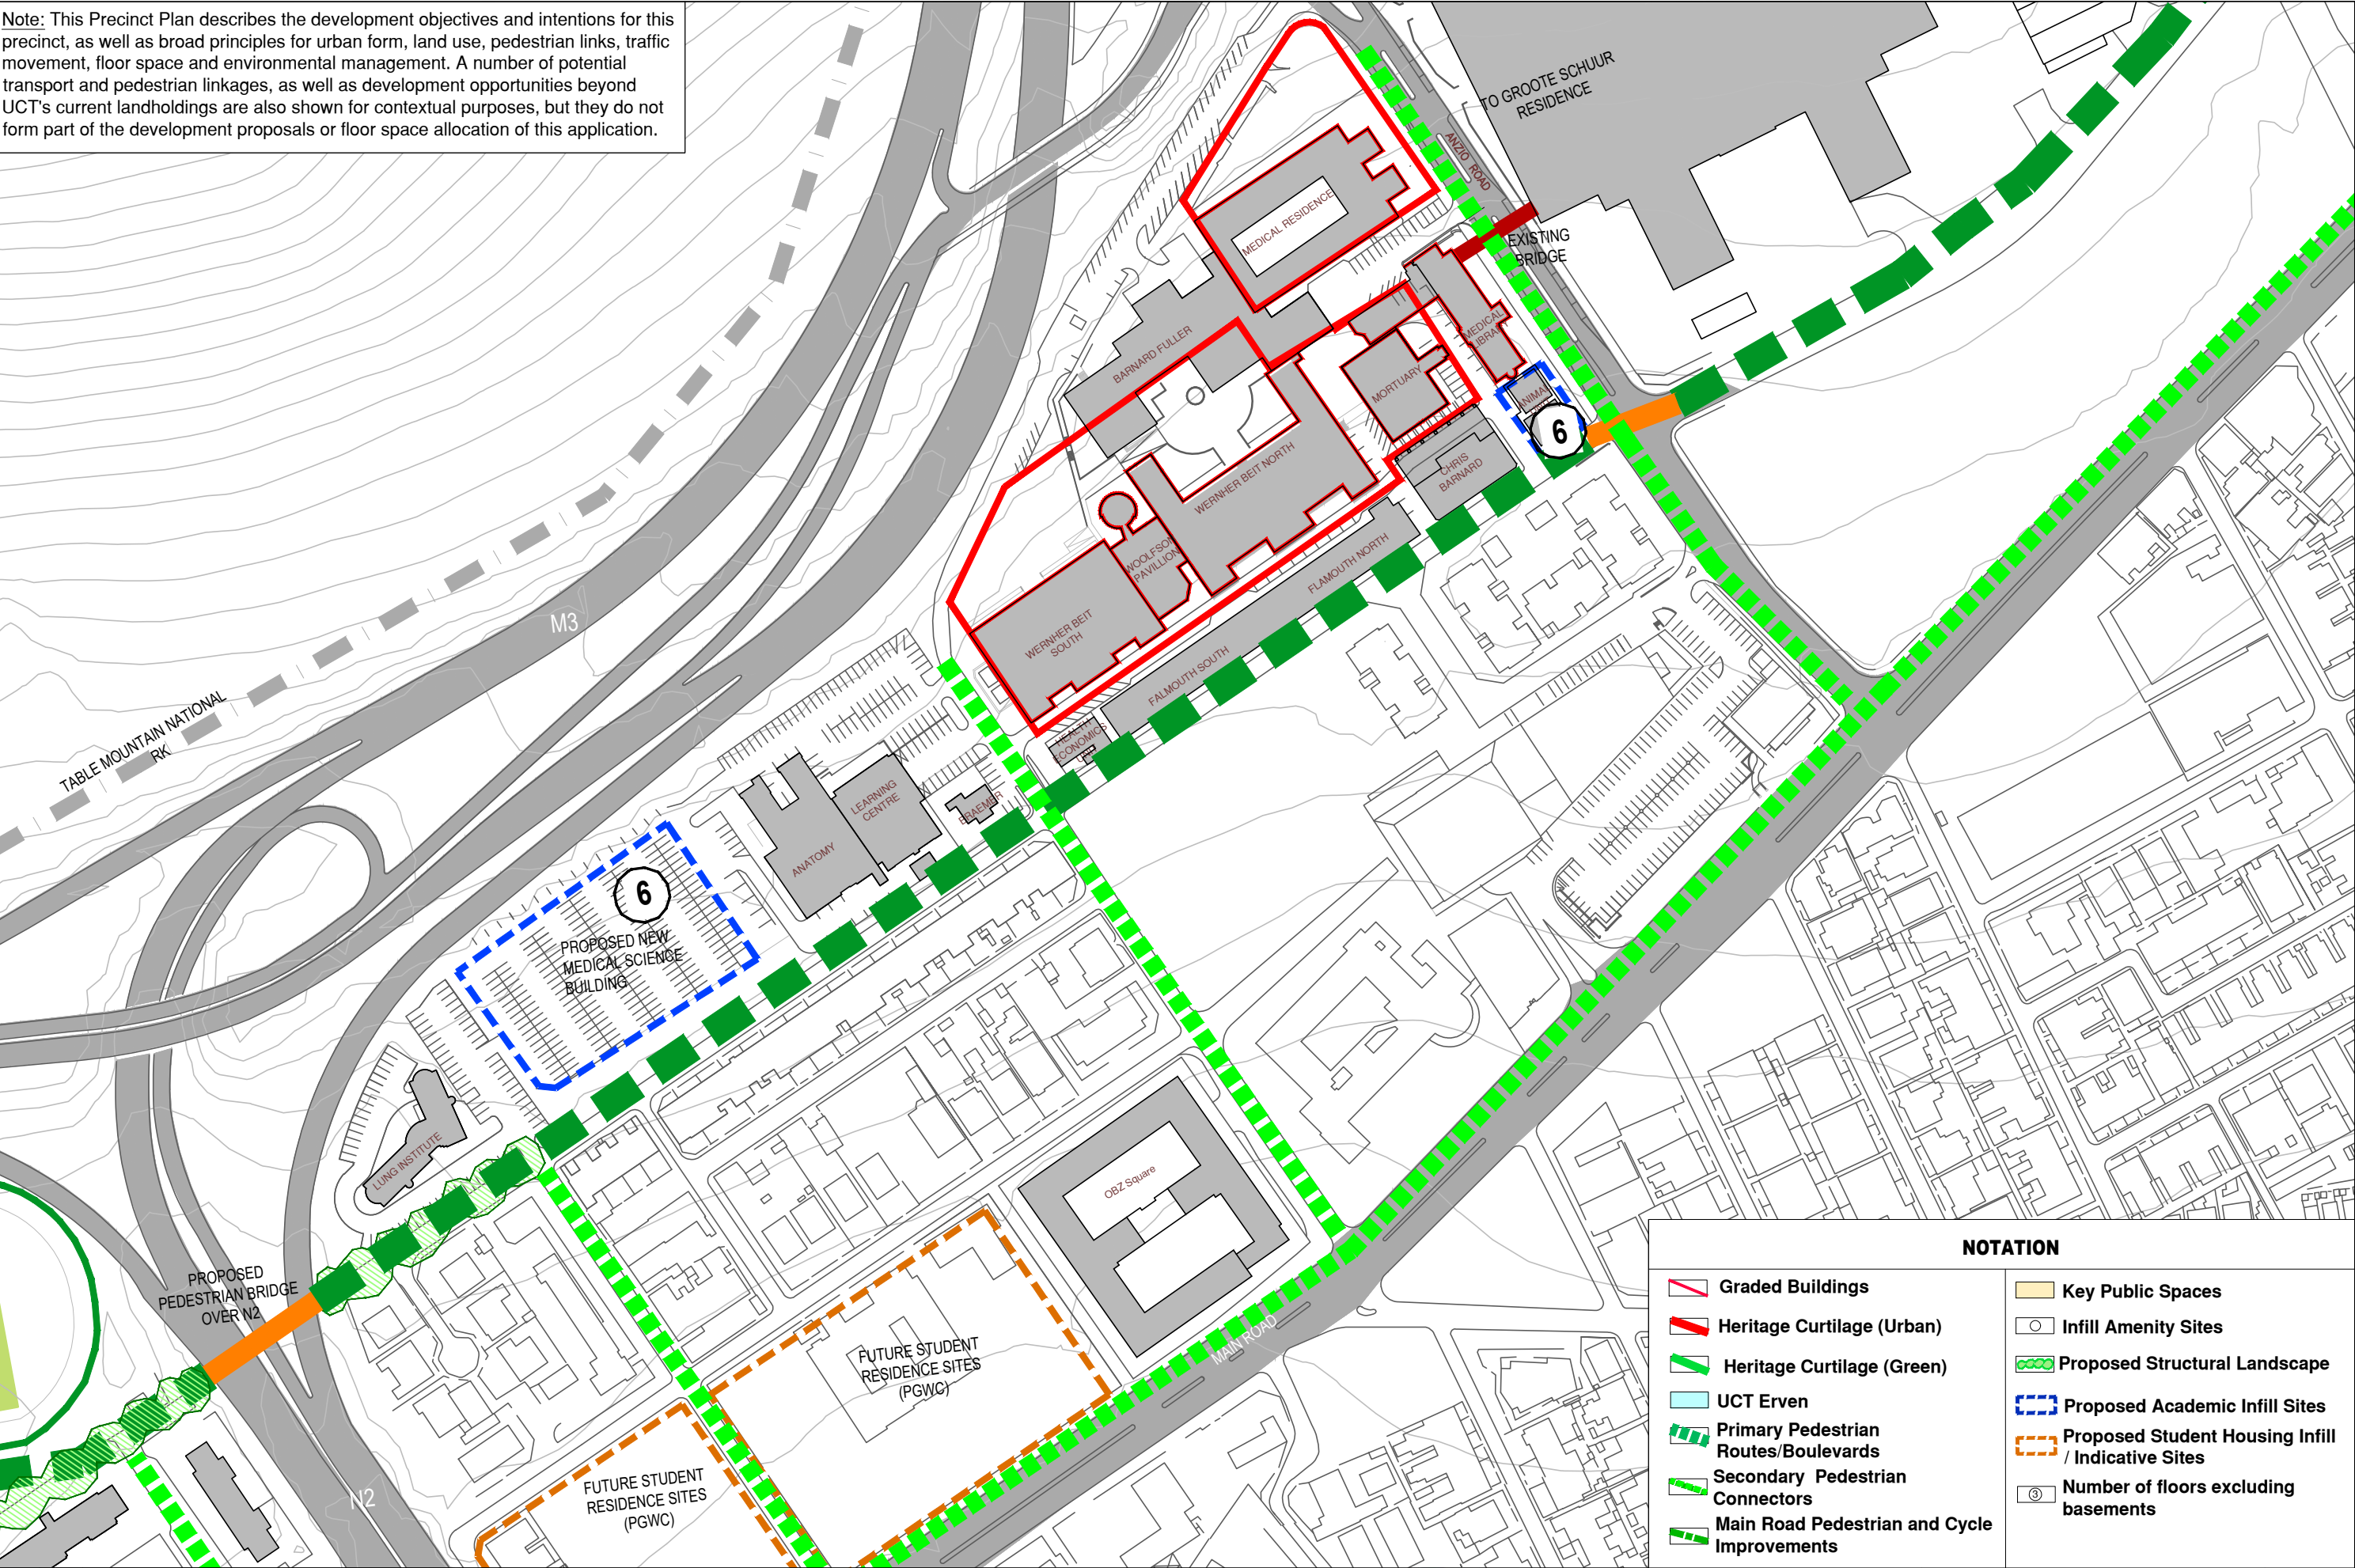 Note: This Precinct Plan describes the development objectives and intentions for this
precinct, as well as broad principles for urban form, land use, pedestrian links, traffic
movement, floor space and environmental management. A number of potential
transport and pedestrian linkages, as well as development opportunities beyond
UCT's current landholdings are also shown for contextual purposes, but they do not
form part of the development proposals or floor space allocation of this application.
TO GROOTE SCHUUR
RESIDENCE
ANZIO ROAD
MEDICAL RESIDENCE
EXISTING
BRIDGE
BARNARD FULLER
MEDICAL
LIBRARY
MORTUARY
ANIMAL
6
CHRIS
BARNARD
WERNHER BEIT NORTH
WOOLFSON
PAVILLION
FLAMOUTH NORTH
WERNHER BEIT
SOUTH
FALMOUTH SOUTH
M3
HEALTH
ECONOMICS
TABLE MOUNTAIN NATIONAL
RK
LEARNING
CENTRE
BRAEMER
ANATOMY
6
PROPOSED NEW
MEDICAL SCIENCE
BUILDING
LUNG INSTITUTE
OBZ Square
PROPOSED
PEDESTRIAN BRIDGE
OVER N2
MAIN ROAD
FUTURE STUDENT
RESIDENCE SITES
(PGWC)
FUTURE STUDENT
RESIDENCE SITES
(PGWC)
N2
NOTATION
Graded Buildings
Heritage Curtilage (Urban)
Heritage Curtilage (Green)
UCT Erven
Primary Pedestrian
Routes/Boulevards
Secondary Pedestrian
Connectors
Main Road Pedestrian and Cycle
Improvements
Key Public Spaces
Infill Amenity Sites
Proposed Structural Landscape
Proposed Academic Infill Sites
Proposed Student Housing Infill
/ Indicative Sites
3
Number of floors excluding
basements